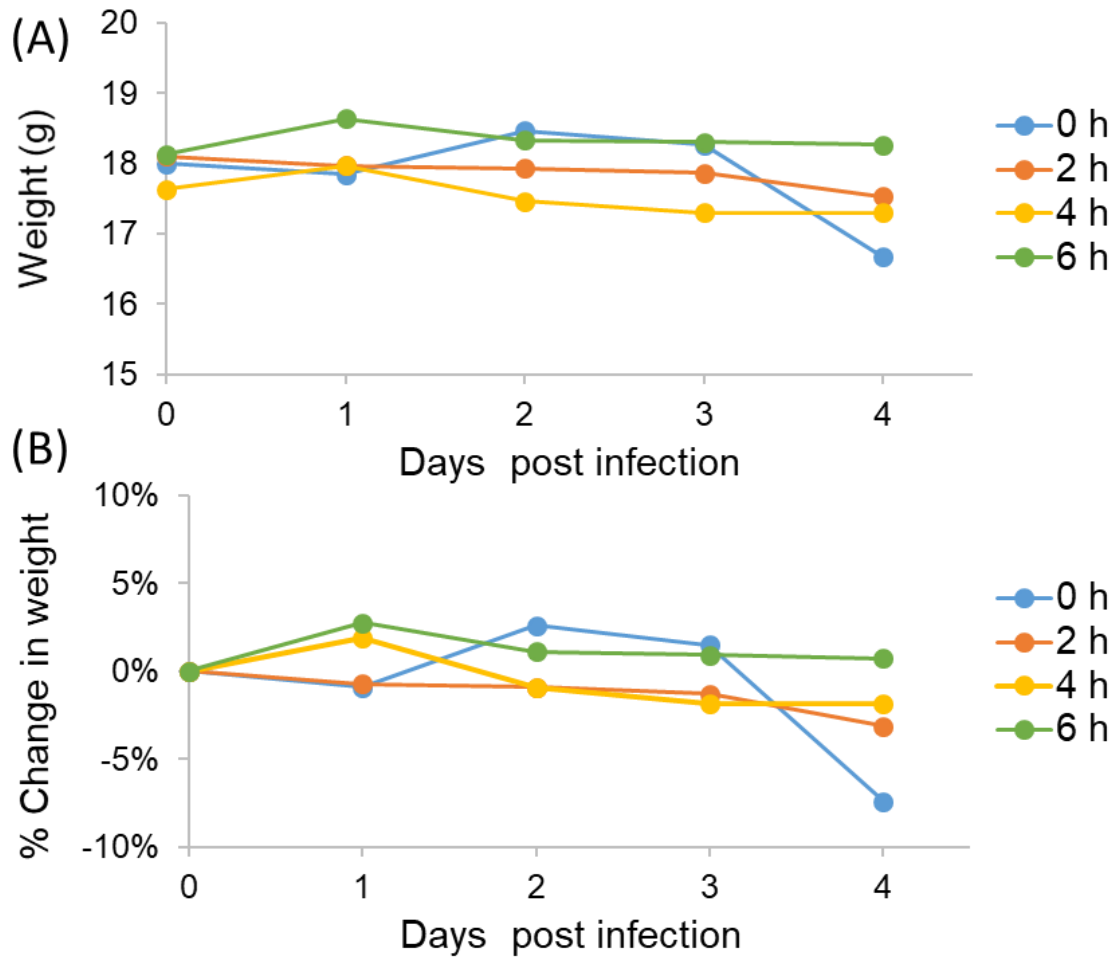 (A)
Weight (g)
20
19
18
17
16
15
0 1 2 3 4
Days post infection
0 h
2 h
4 h
6 h
(B)
% Change in weight
10%
5%
0%
-5%
-10%
0 1 2 3 4
Days post infection
0 h
2 h
4 h
6 h